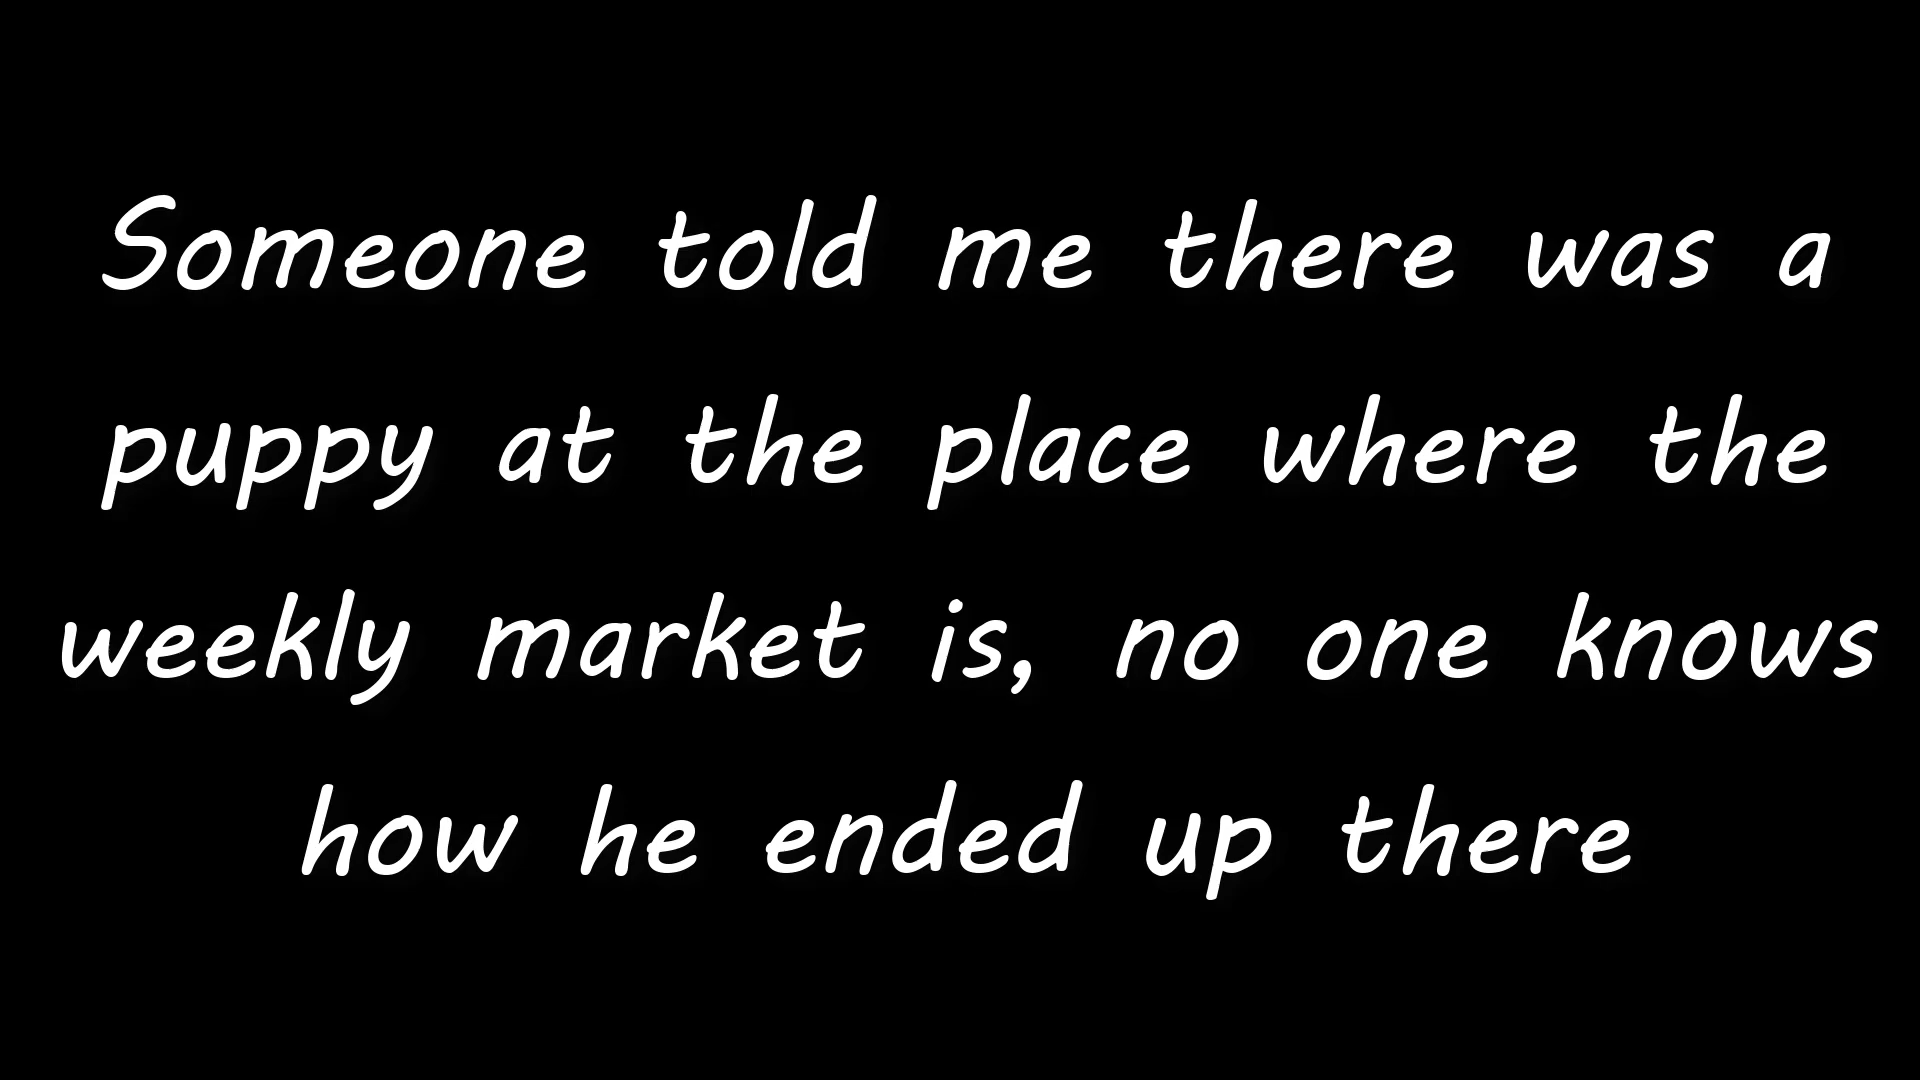 Someone told me there was a
puppy at the place where the
weekly market is, no one knows
how he ended up there